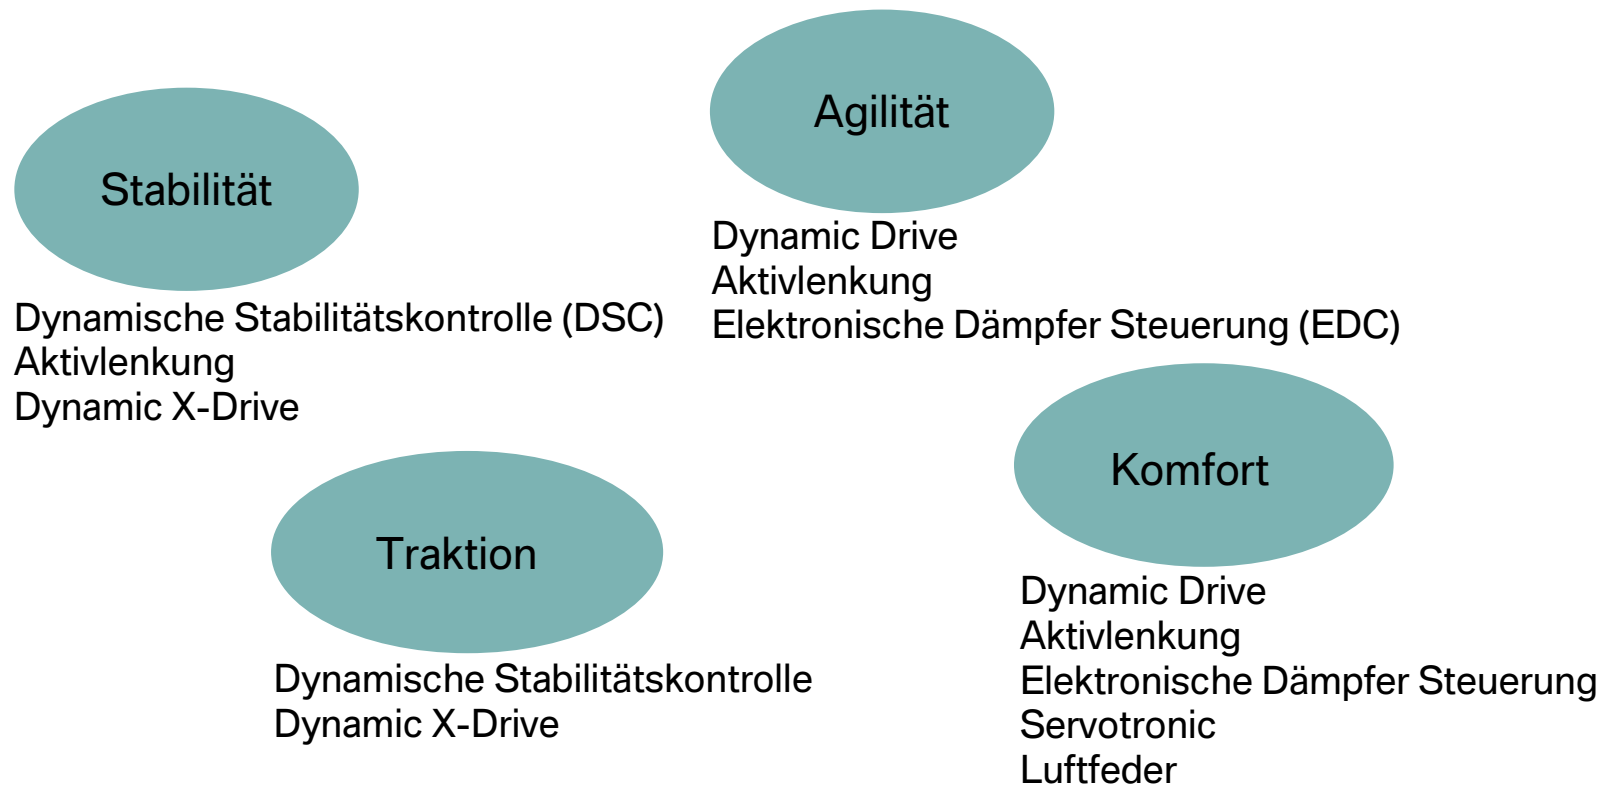 Stabilität
Dynamische Stabilitätskontrolle (DSC)
Aktivlenkung
Dynamic X-Drive
Agilität
Dynamic Drive
Aktivlenkung
Elektronische Dämpfer Steuerung (EDC)
Traktion
Dynamische Stabilitätskontrolle
Dynamic X-Drive
Komfort
Dynamic Drive
Aktivlenkung
Elektronische Dämpfer Steuerung
Servotronic
Luftfeder